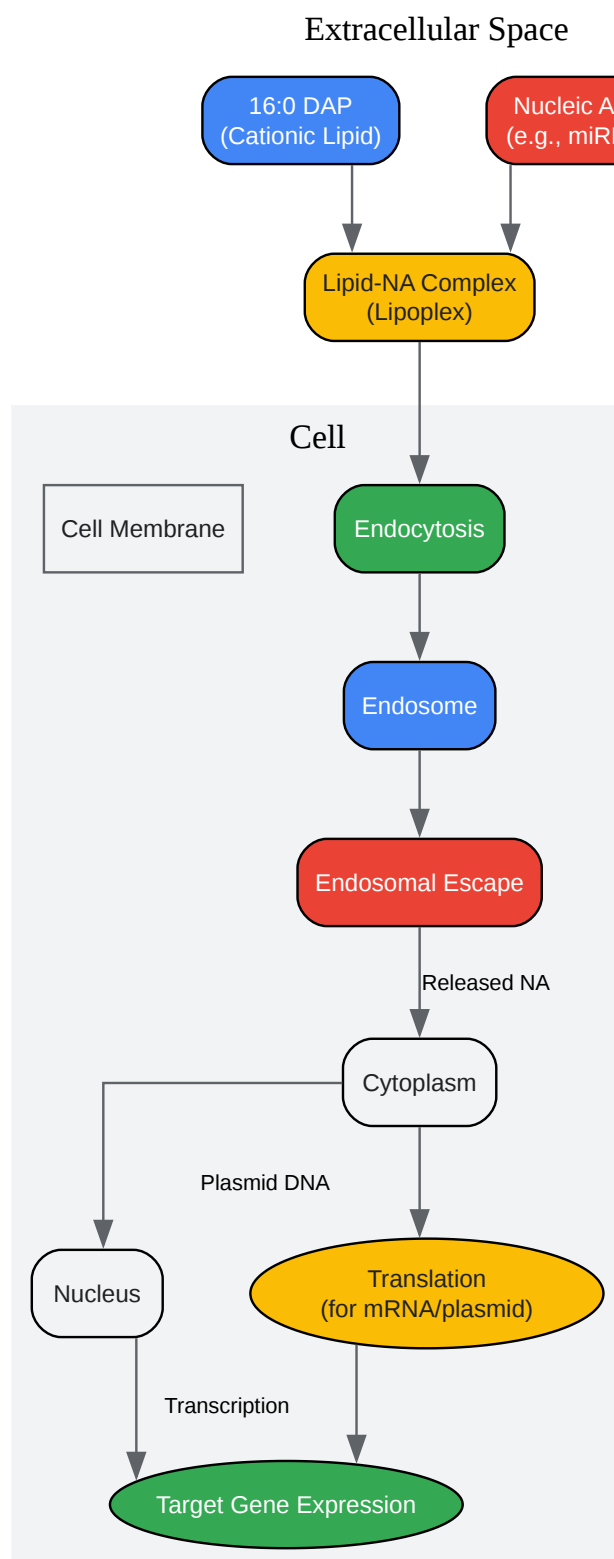 Extracellular Space
16:0 DAP
(Cationic Lipid)
Nucleic A
(e.g., miR
Lipid-NA Complex
(Lipoplex)
Cell
Cell Membrane
Endocytosis
Endosome
Endosomal Escape
Released NA
Cytoplasm
Plasmid DNA
Nucleus
Translation
(for mRNA/plasmid)
Transcription
Target Gene Expression